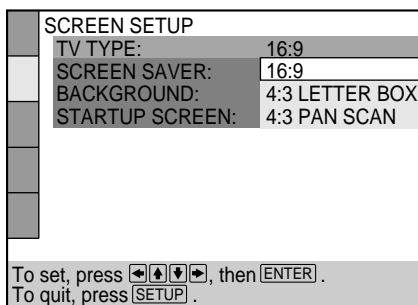 SCREEN SETUP
TV TYPE: 16:9
SCREEN SAVER: 16:9
BACKGROUND: 4:3 LETTER BOX
STARTUP SCREEN: 4:3 PAN SCAN
To set, press ←↑↓→, then ENTER .
To quit, press SETUP .